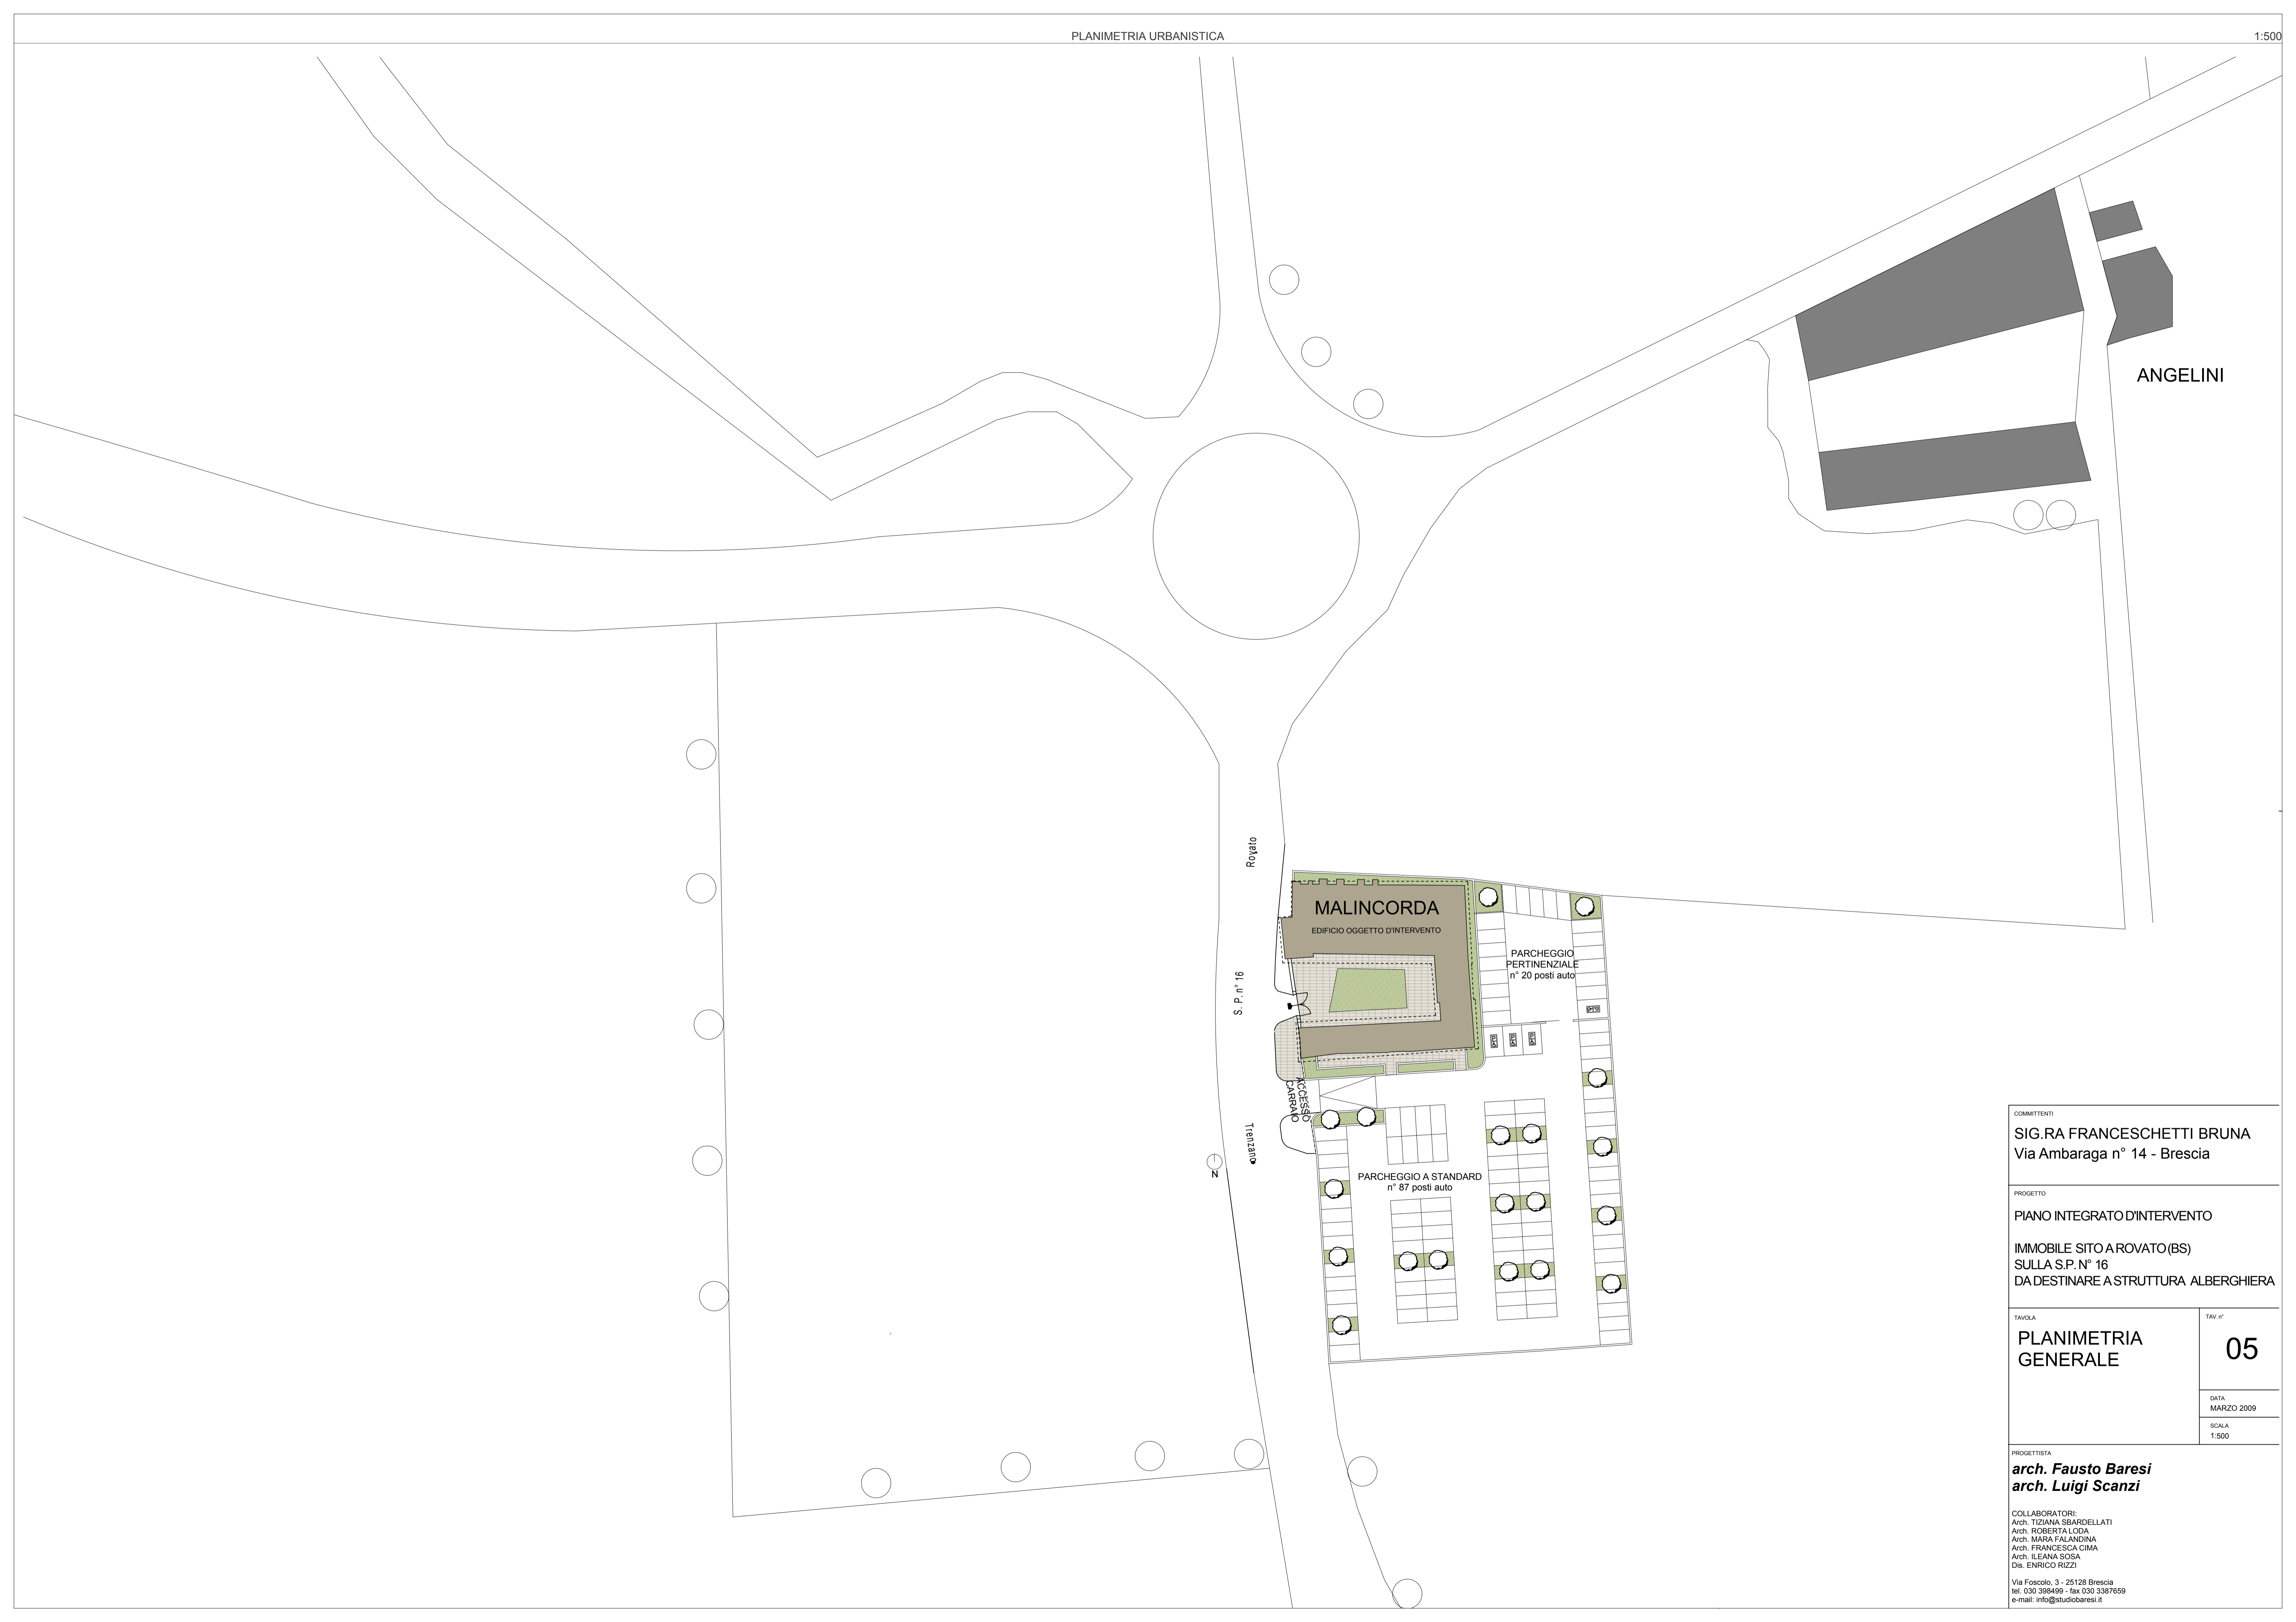 PLANIMETRIA URBANISTICA
1:500
ANGELINI
Rovato
MALINCORDA
EDIFICIO OGGETTO D'INTERVENTO
PARCHEGGIO
PERTINENZIALE
n° 20 posti auto
S. P. n° 16
ACCESSO
CARRAIO
Trenzano
N
PARCHEGGIO A STANDARD
n° 87 posti auto
COMMITTENTI
SIG.RA FRANCESCHETTI BRUNA
Via Ambaraga n° 14 - Brescia
PROGETTO
PIANO INTEGRATO D'INTERVENTO
IMMOBILE SITO A ROVATO (BS)
SULLA S.P. N° 16
DA DESTINARE A STRUTTURA ALBERGHIERA
TAVOLA
PLANIMETRIA
GENERALE
TAV. n°
05
DATA
MARZO 2009
SCALA
1:500
PROGETTISTA
arch. Fausto Baresi
arch. Luigi Scanzi
COLLABORATORI:
Arch. TIZIANA SBARDELLATI
Arch. ROBERTA LODA
Arch. MARA FALANDINA
Arch. FRANCESCA CIMA
Arch. ILEANA SOSA
Dis. ENRICO RIZZI
Via Foscolo, 3 - 25128 Brescia
tel. 030 398499 - fax 030 3387659
e-mail: info@studiobaresi.it